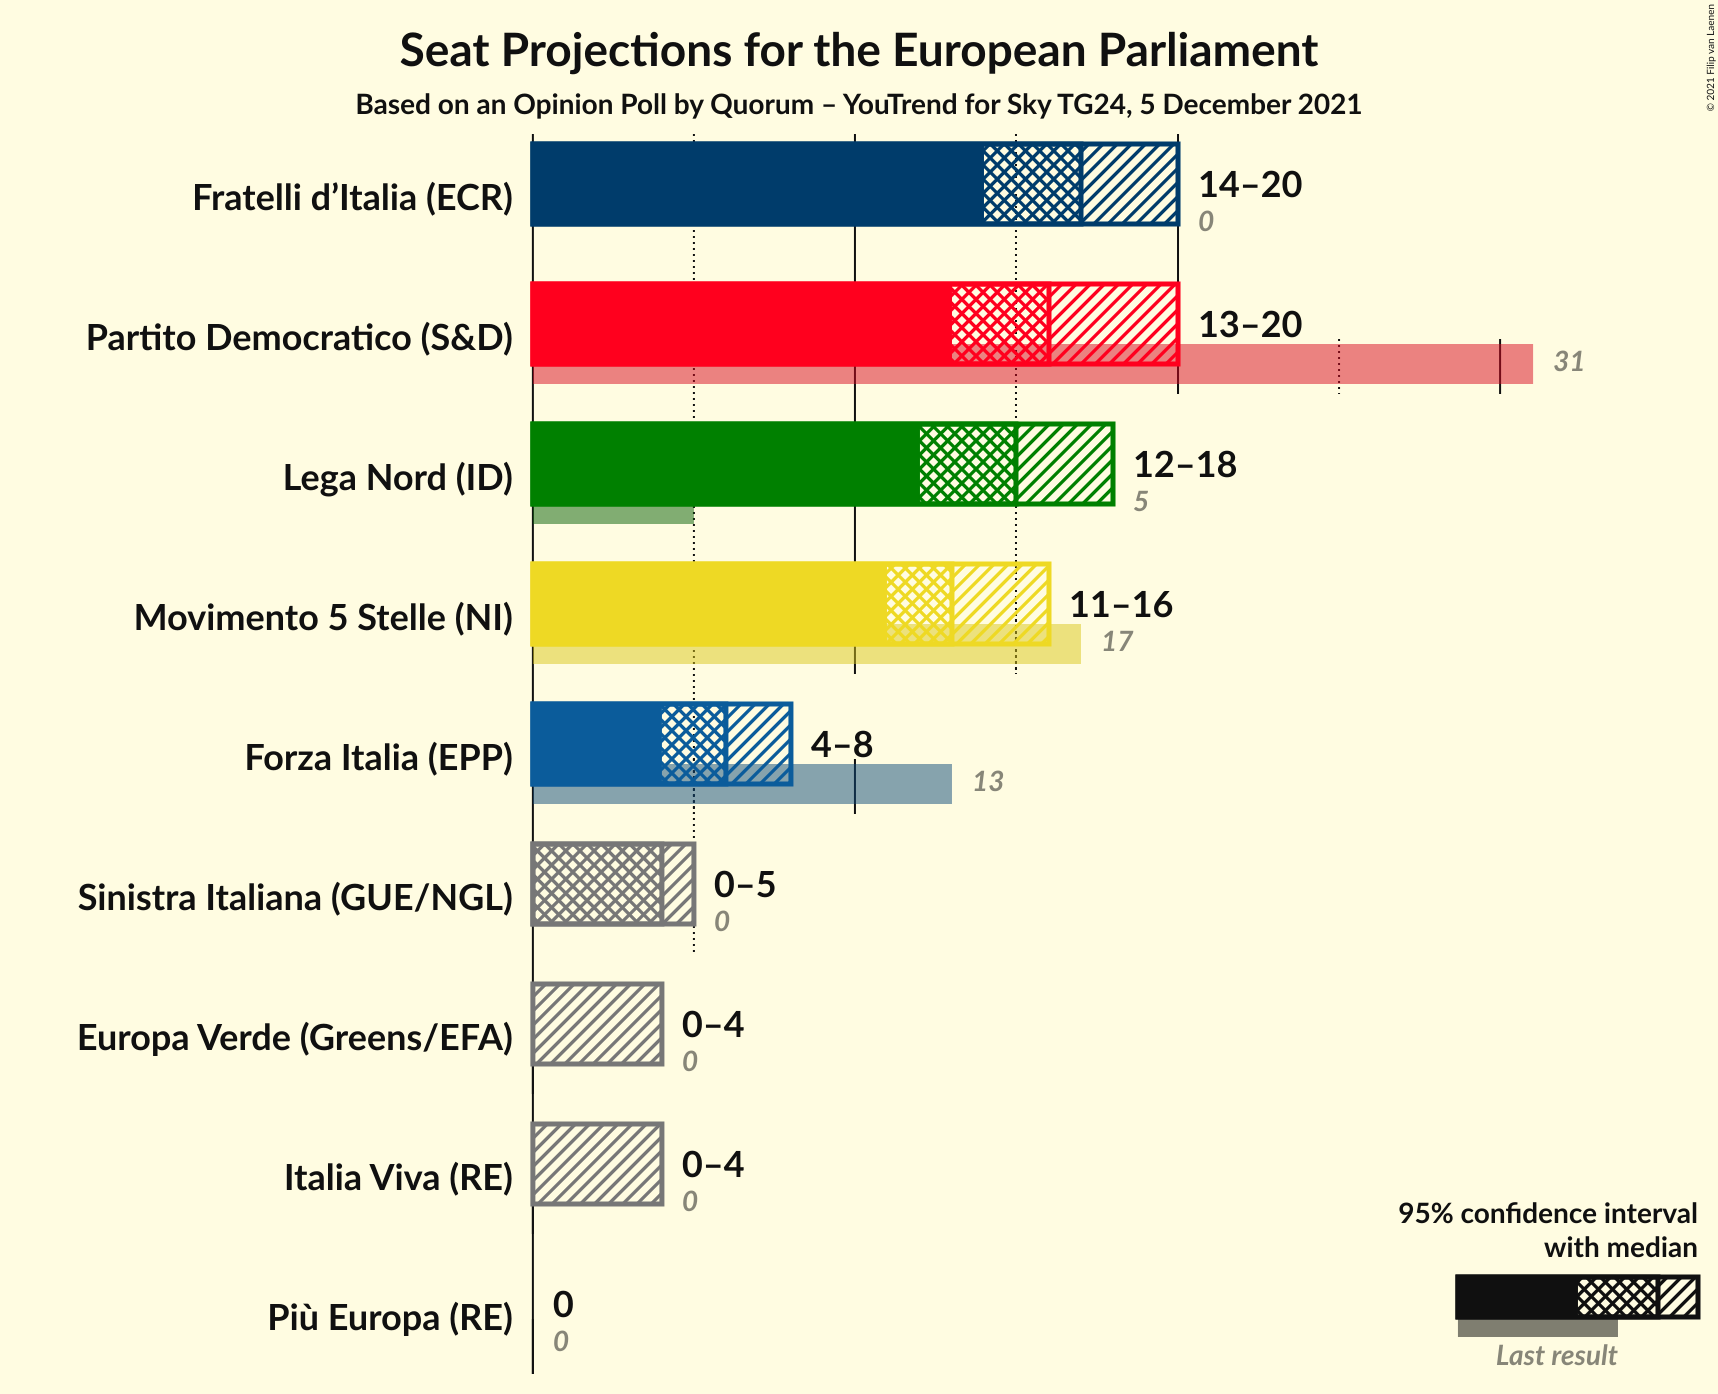 Seat Projections for the European Parliament
Based on an Opinion Poll by Quorum – YouTrend for Sky TG24, 5 December 2021
© 2021 Filip van Laenen
Fratelli d’Italia (ECR)
14–20
0
Partito Democratico (S&D)
13–20
31
Lega Nord (ID)
12–18
5
Movimento 5 Stelle (NI)
11–16
17
Forza Italia (EPP)
4–8
13
Sinistra Italiana (GUE/NGL)
0–5
0
Europa Verde (Greens/EFA)
0–4
0
Italia Viva (RE)
0–4
0
Più Europa (RE)
0
0
95% confidence interval
with median
Last result